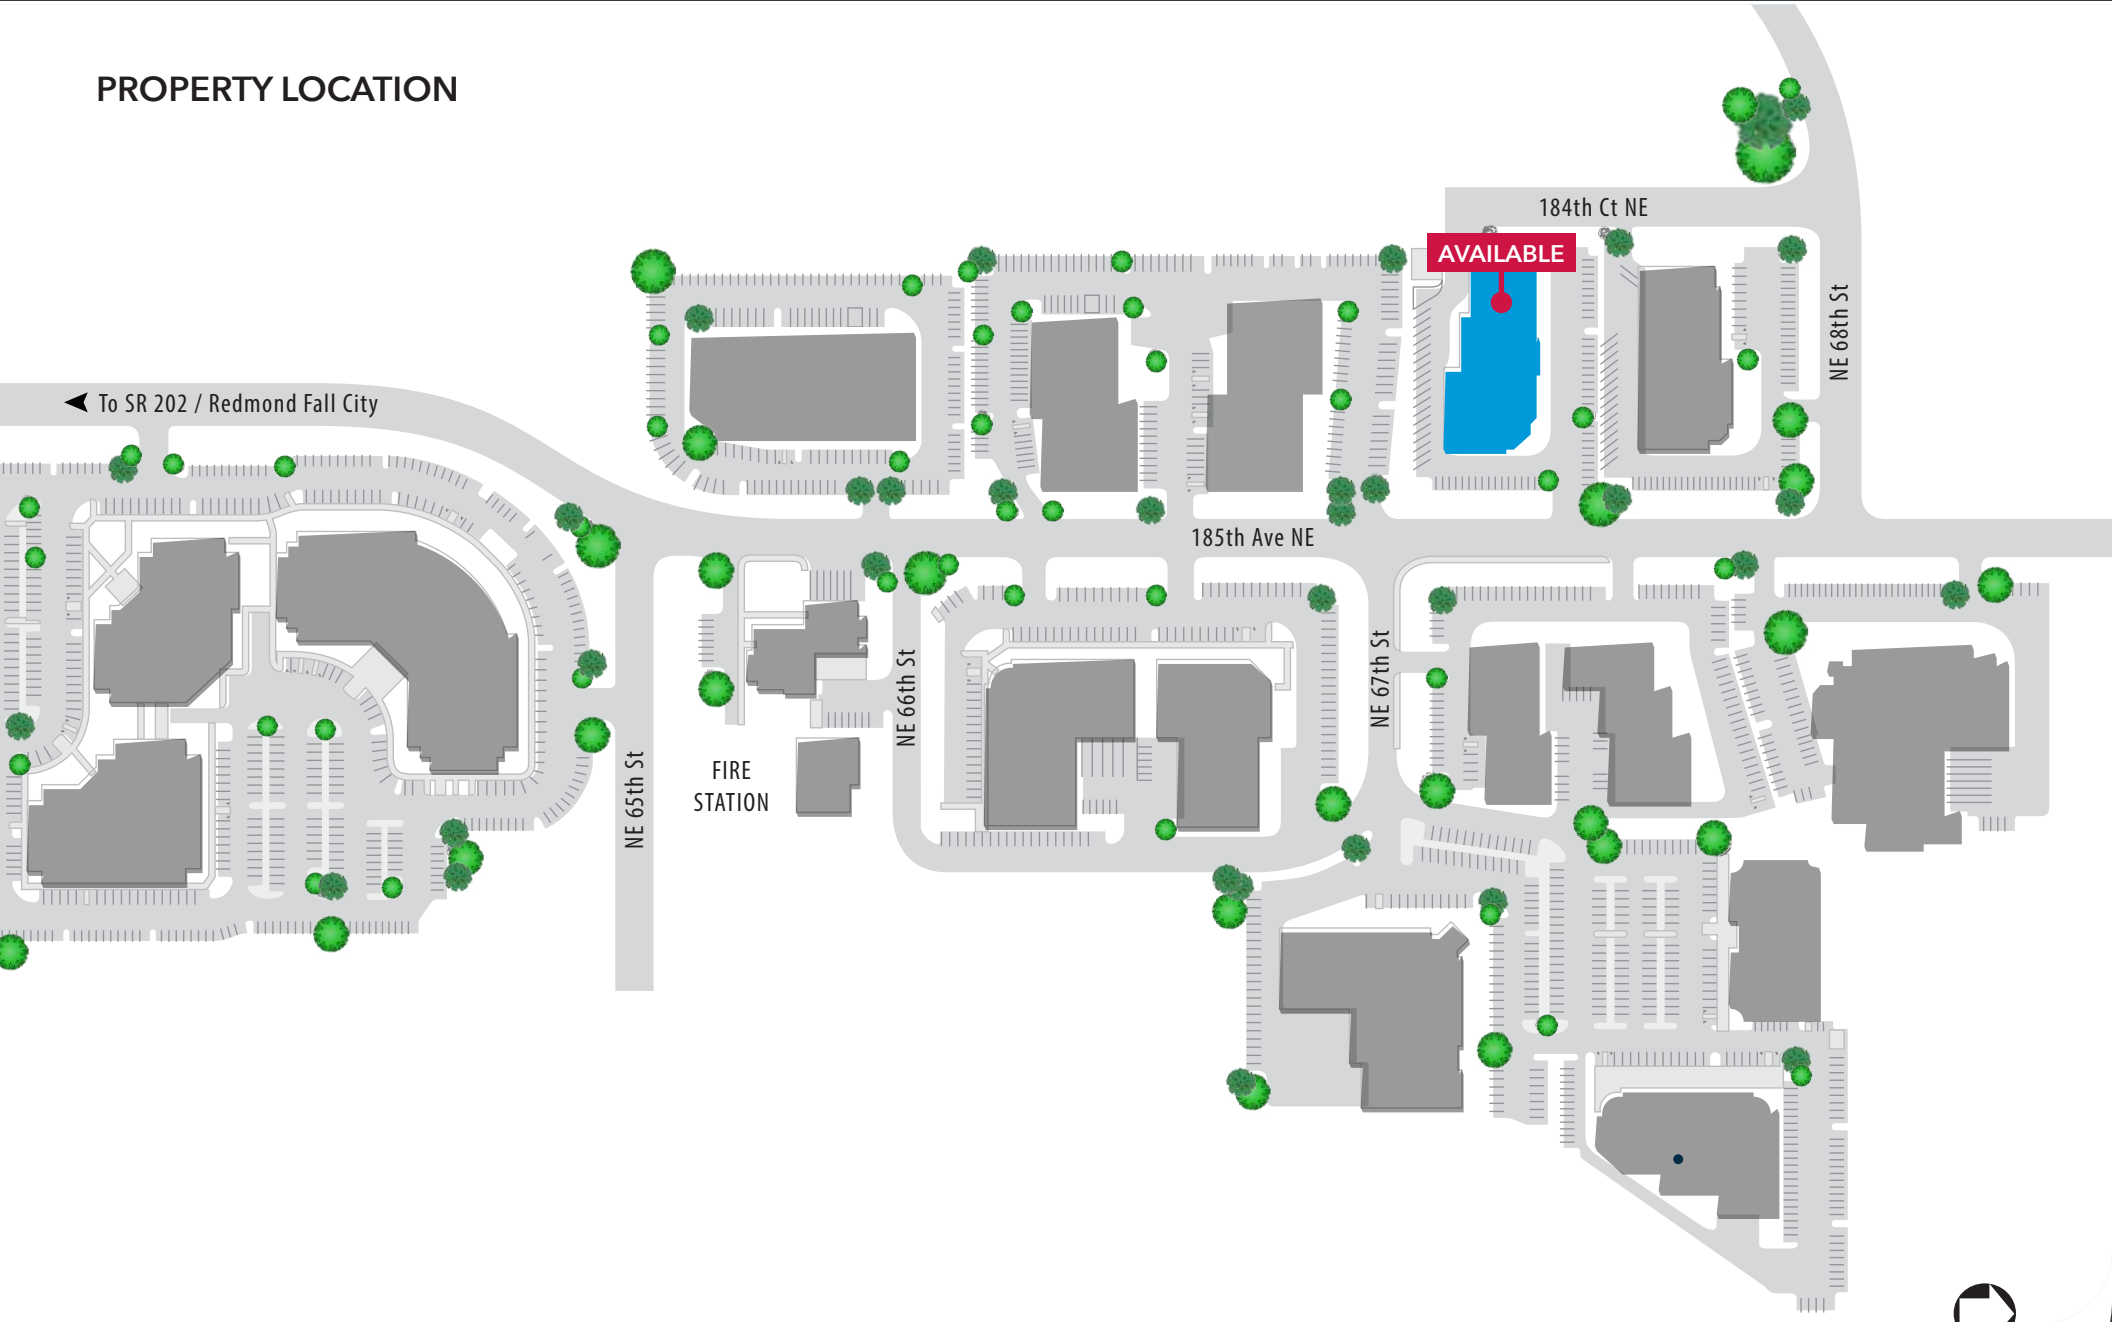 PROPERTY LOCATION
184th Ct NE
AVAILABLE
NE 68th St
To SR 202 / Redmond Fall City
185th Ave NE
NE 67th St
NE 66th St
NE 65th St
FIRE
STATION